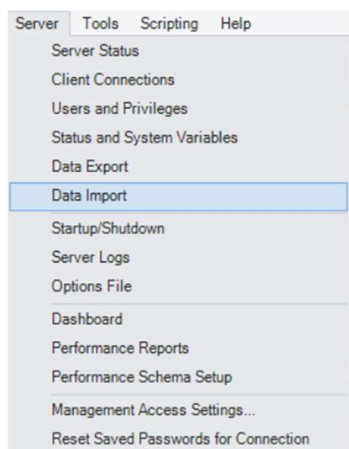 Server Tools Scripting Help
Server Status
Client Connections
Users and Privileges
Status and System Variables
Data Export
Data Import
Startup/Shutdown
Server Logs
Options File
Dashboard
Performance Reports
Performance Schema Setup
Management Access Settings...
Reset Saved Passwords for Connection